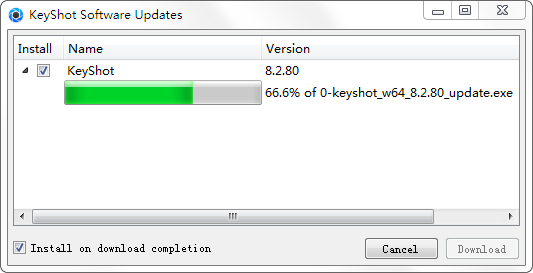 KeyShot Software Updates
Install Name Version
KeyShot 8.2.80
66.6% of 0-keyshot_w64_8.2.80_update.exe
Install on download completion Cancel Download